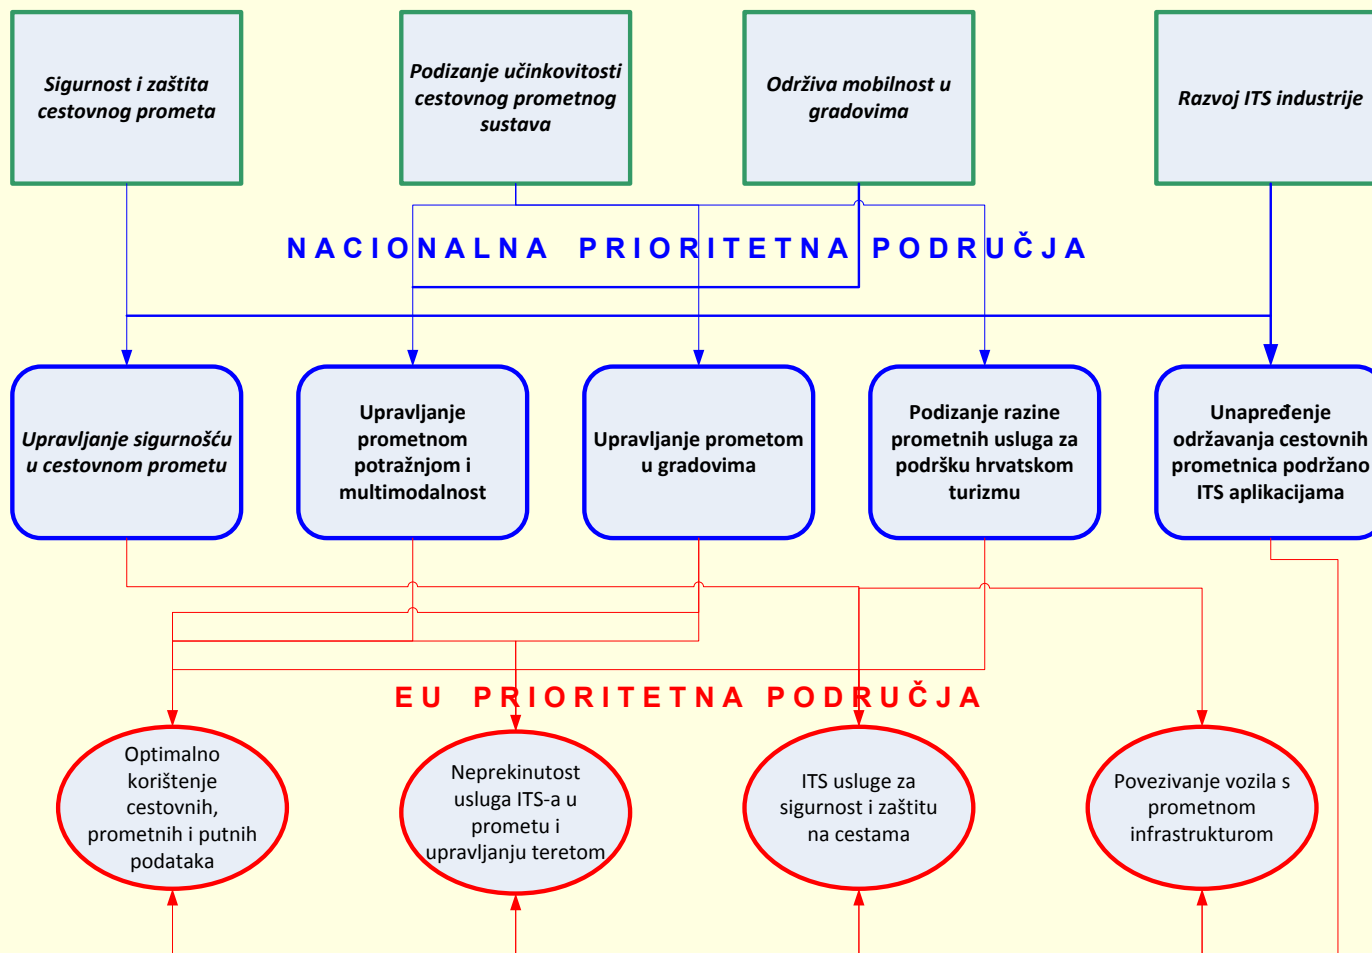 Sigurnost i zaštita
cestovnog prometa
Podizanje učinkovitosti
cestovnog prometnog
sustava
Održiva mobilnost u
gradovima
Razvoj ITS industrije
NACIONALNA PRIORITETNA PODRUČJA
Upravljanje sigurnošću
u cestovnom prometu
Upravljanje
prometnom
potražnjom i
multimodalnost
Upravljanje prometom
u gradovima
Podizanje razine
prometnih usluga za
podršku hrvatskom
turizmu
Unapređenje
održavanja cestovnih
prometnica podržano
ITS aplikacijama
EU PRIORITETNA PODRUČJA
Optimalno
korištenje
cestovnih,
prometnih i putnih
podataka
Neprekinutost
usluga ITS-a u
prometu i
upravljanju teretom
ITS usluge za
sigurnost i zaštitu
na cestama
Povezivanje vozila s
prometnom
infrastrukturom